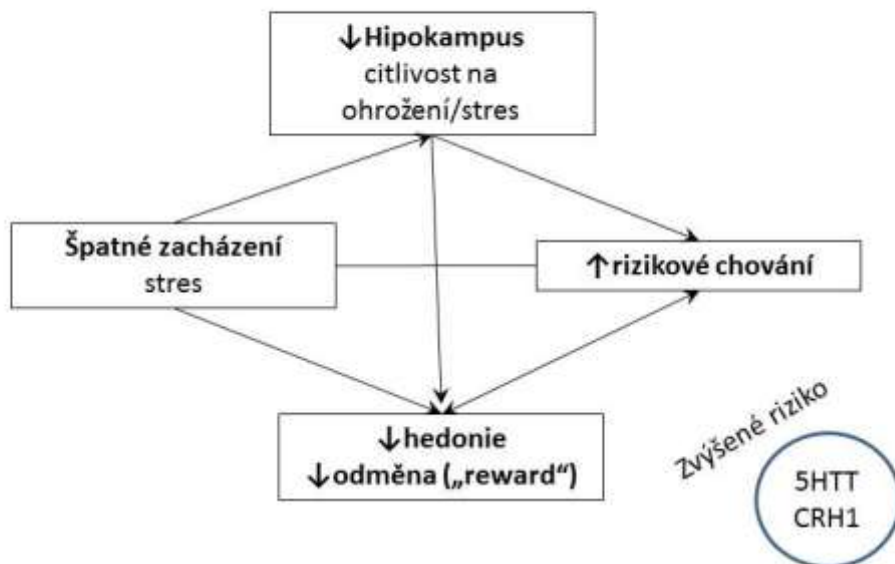 ↓Hipokampus
citlivost na
ohrožení/stres
Špatné zacházení
stres
↑rizikové chování
↓hedonie
↓odměna („reward“)
Zvýšené riziko
5HTT
CRH1